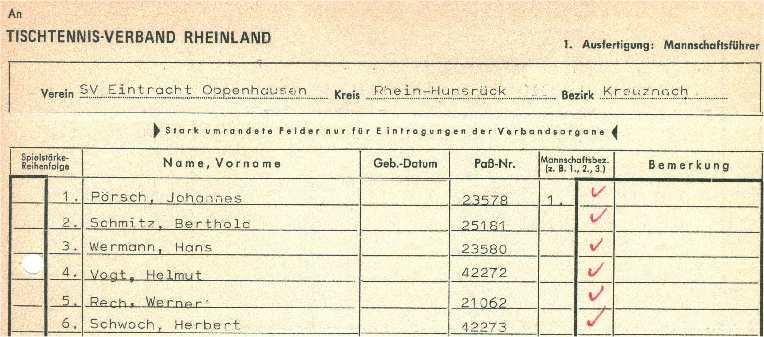 An
TISCHTENNIS-VERBAND RHEINLAND
1. Ausfertigung: Mannschaftsführer
Verein SV Eintracht Oppenhausen Kreis Rhein-Hunsrück Bezirk Kreuznach
Stark umrandete Felder nur für Eintragungen der Verbandsorgane
Spielstärke- Reihenfolge Name, Vorname Geb.-Datum Paß-Nr. Mannschaftsbez. (z. B. 1., 2., 3.) Bemerkung
1. Pörsch, Johannes 23578 1. ✓
2. Schmitz, Berthold 25181 ✓
3. Wermann, Hans 23580 ✓
4. Vogt, Helmut 42272 ✓
5. Rech, Werner 21062 ✓
6. Schwoch, Herbert 42273 ✓